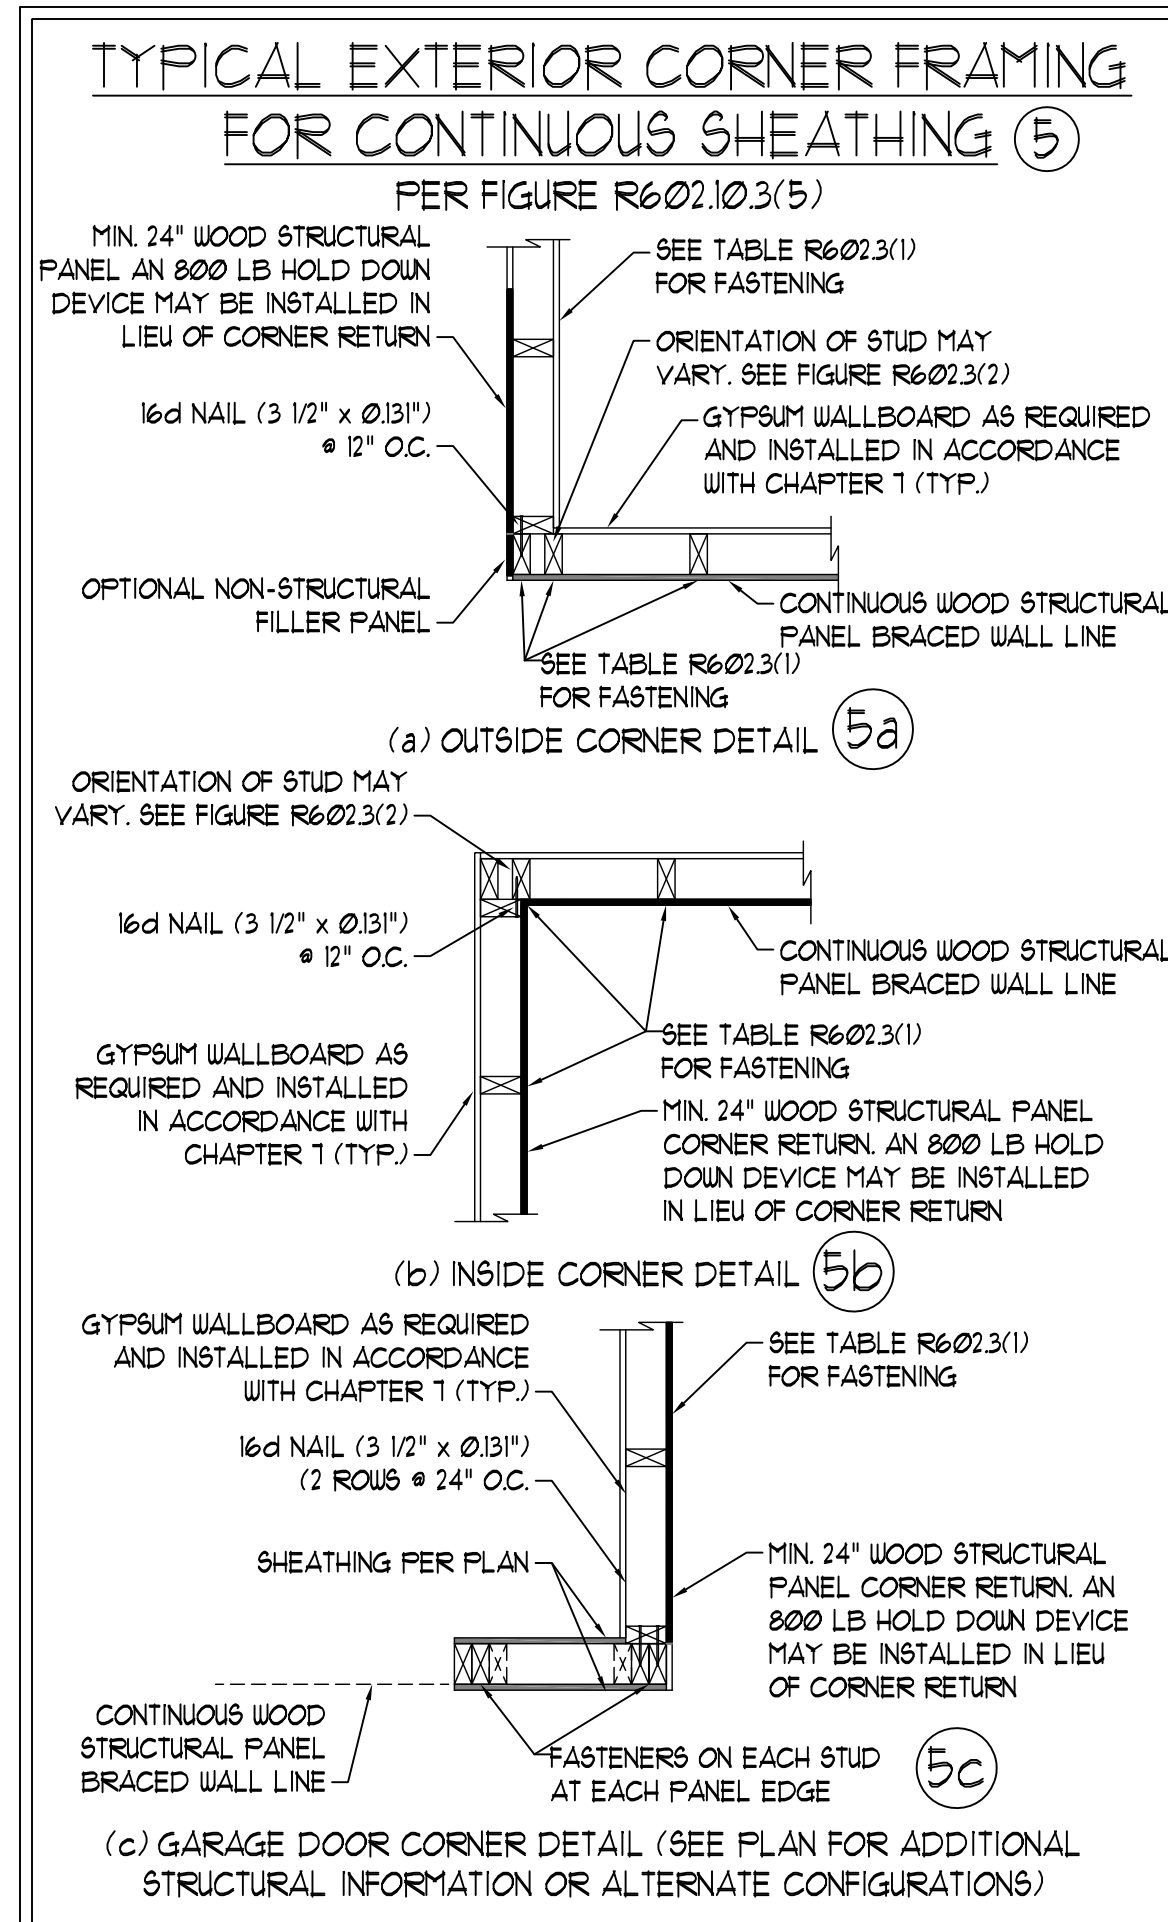 TYPICAL EXTERIOR CORNER FRAMING
FOR CONTINUOUS SHEATHING 5
PER FIGURE R602.10.3(5)
MIN. 24" WOOD STRUCTURAL
PANEL AN 800 LB HOLD DOWN
DEVICE MAY BE INSTALLED IN
LIEU OF CORNER RETURN
SEE TABLE R602.3(1)
FOR FASTENING
ORIENTATION OF STUD MAY
VARY. SEE FIGURE R602.3(2)
16d NAIL (3 1/2" x 0.131")
@ 12" O.C.
GYPSUM WALLBOARD AS REQUIRED
AND INSTALLED IN ACCORDANCE
WITH CHAPTER 7 (TYP.)
OPTIONAL NON-STRUCTURAL
FILLER PANEL
CONTINUOUS WOOD STRUCTURAL
PANEL BRACED WALL LINE
SEE TABLE R602.3(1)
FOR FASTENING
(a) OUTSIDE CORNER DETAIL 5a
ORIENTATION OF STUD MAY
VARY. SEE FIGURE R602.3(2)
16d NAIL (3 1/2" x 0.131")
@ 12" O.C.
CONTINUOUS WOOD STRUCTURAL
PANEL BRACED WALL LINE
SEE TABLE R602.3(1)
FOR FASTENING
GYPSUM WALLBOARD AS
REQUIRED AND INSTALLED
IN ACCORDANCE WITH
CHAPTER 7 (TYP.)
MIN. 24" WOOD STRUCTURAL PANEL
CORNER RETURN. AN 800 LB HOLD
DOWN DEVICE MAY BE INSTALLED
IN LIEU OF CORNER RETURN
(b) INSIDE CORNER DETAIL 5b
GYPSUM WALLBOARD AS REQUIRED
AND INSTALLED IN ACCORDANCE
WITH CHAPTER 7 (TYP.)
SEE TABLE R602.3(1)
FOR FASTENING
16d NAIL (3 1/2" x 0.131")
(2 ROWS @ 24" O.C.
SHEATHING PER PLAN
MIN. 24" WOOD STRUCTURAL
PANEL CORNER RETURN. AN
800 LB HOLD DOWN DEVICE
MAY BE INSTALLED IN LIEU
OF CORNER RETURN
CONTINUOUS WOOD
STRUCTURAL PANEL
BRACED WALL LINE
FASTENERS ON EACH STUD
AT EACH PANEL EDGE
5c
(c) GARAGE DOOR CORNER DETAIL (SEE PLAN FOR ADDITIONAL
STRUCTURAL INFORMATION OR ALTERNATE CONFIGURATIONS)